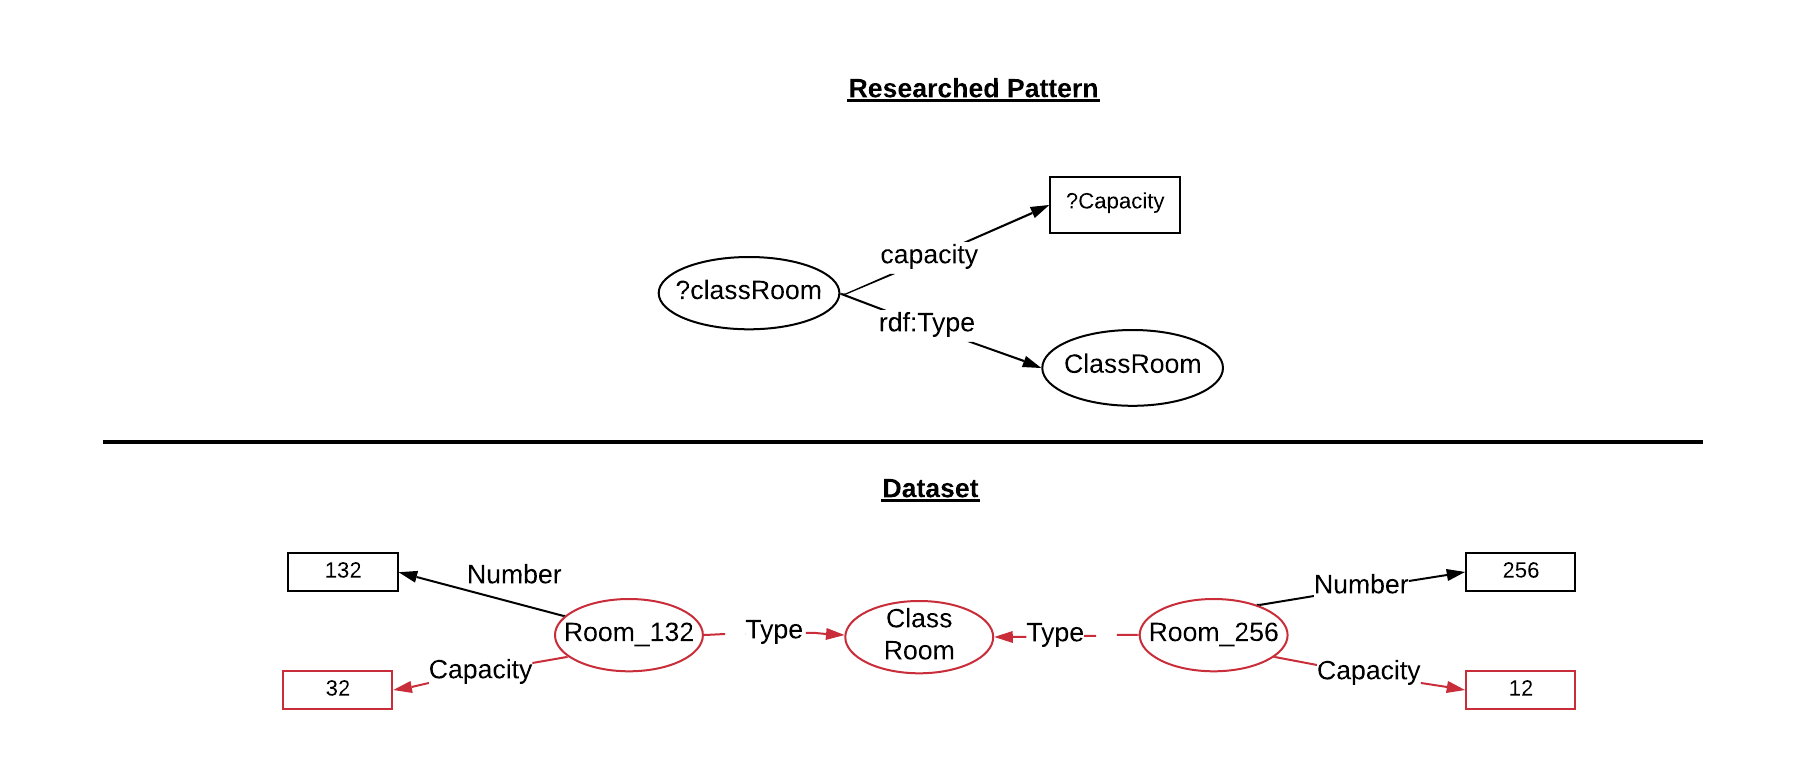 Researched Pattern
?Capacity
capacity
?classRoom
rdf:Type
ClassRoom
Dataset
132
Number
Number
256
Room_132
Type
Class
Room
Type
Room_256
32
Capacity
Capacity
12